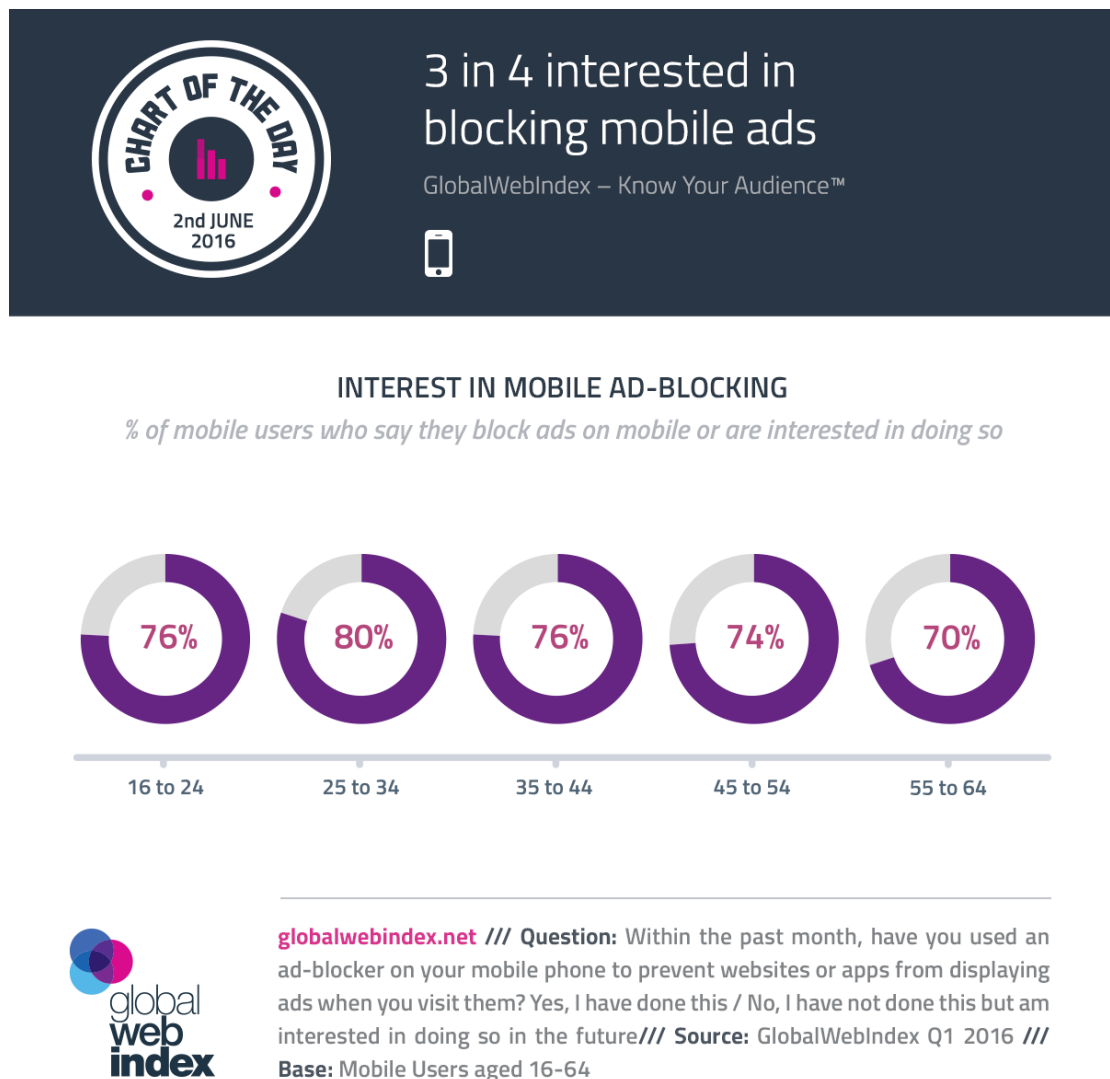 CHART OF THE DAY
2nd JUNE
2016
3 in 4 interested in
blocking mobile ads
GlobalWebIndex – Know Your Audience™
INTEREST IN MOBILE AD-BLOCKING
% of mobile users who say they block ads on mobile or are interested in doing so
76%
80%
76%
74%
70%
16 to 24
25 to 34
35 to 44
45 to 54
55 to 64
globalwebindex.net /// Question: Within the past month, have you used an
ad-blocker on your mobile phone to prevent websites or apps from displaying
ads when you visit them? Yes, I have done this / No, I have not done this but am
interested in doing so in the future/// Source: GlobalWebIndex Q1 2016 ///
Base: Mobile Users aged 16-64
global
web
index